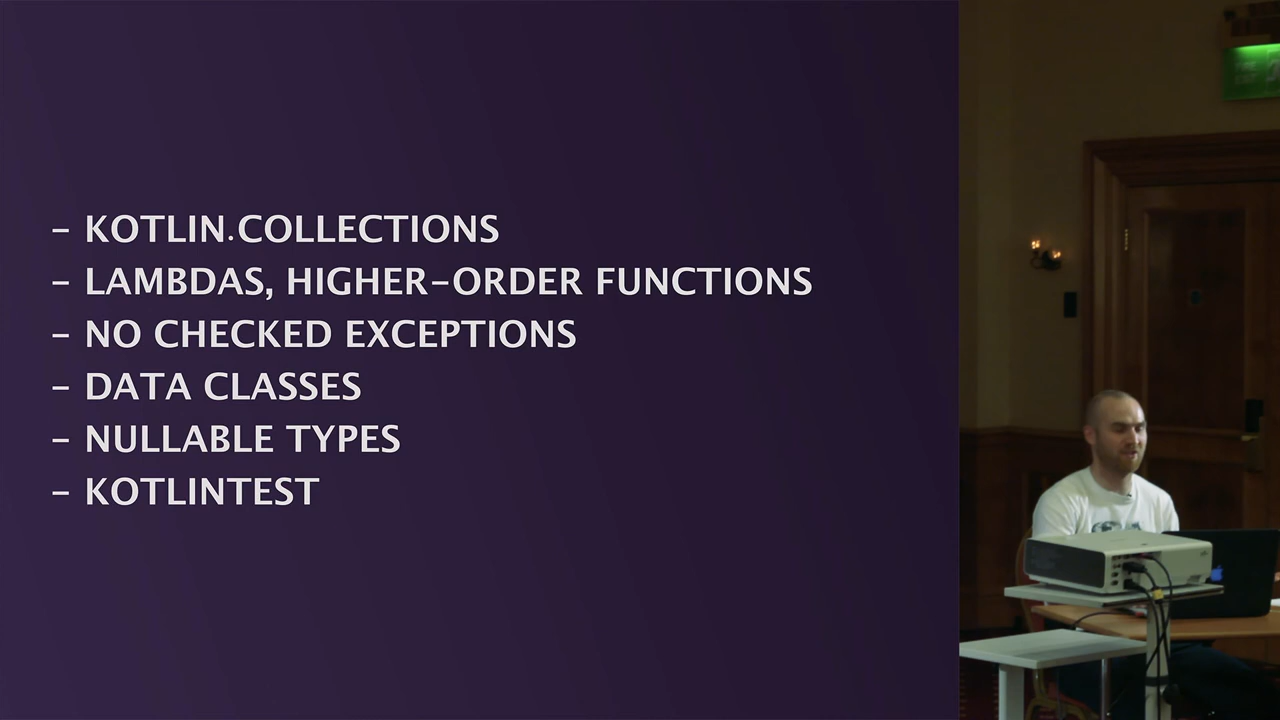 – KOTLIN.COLLECTIONS
– LAMBDAS, HIGHER–ORDER FUNCTIONS
– NO CHECKED EXCEPTIONS
– DATA CLASSES
– NULLABLE TYPES
– KOTLINTEST